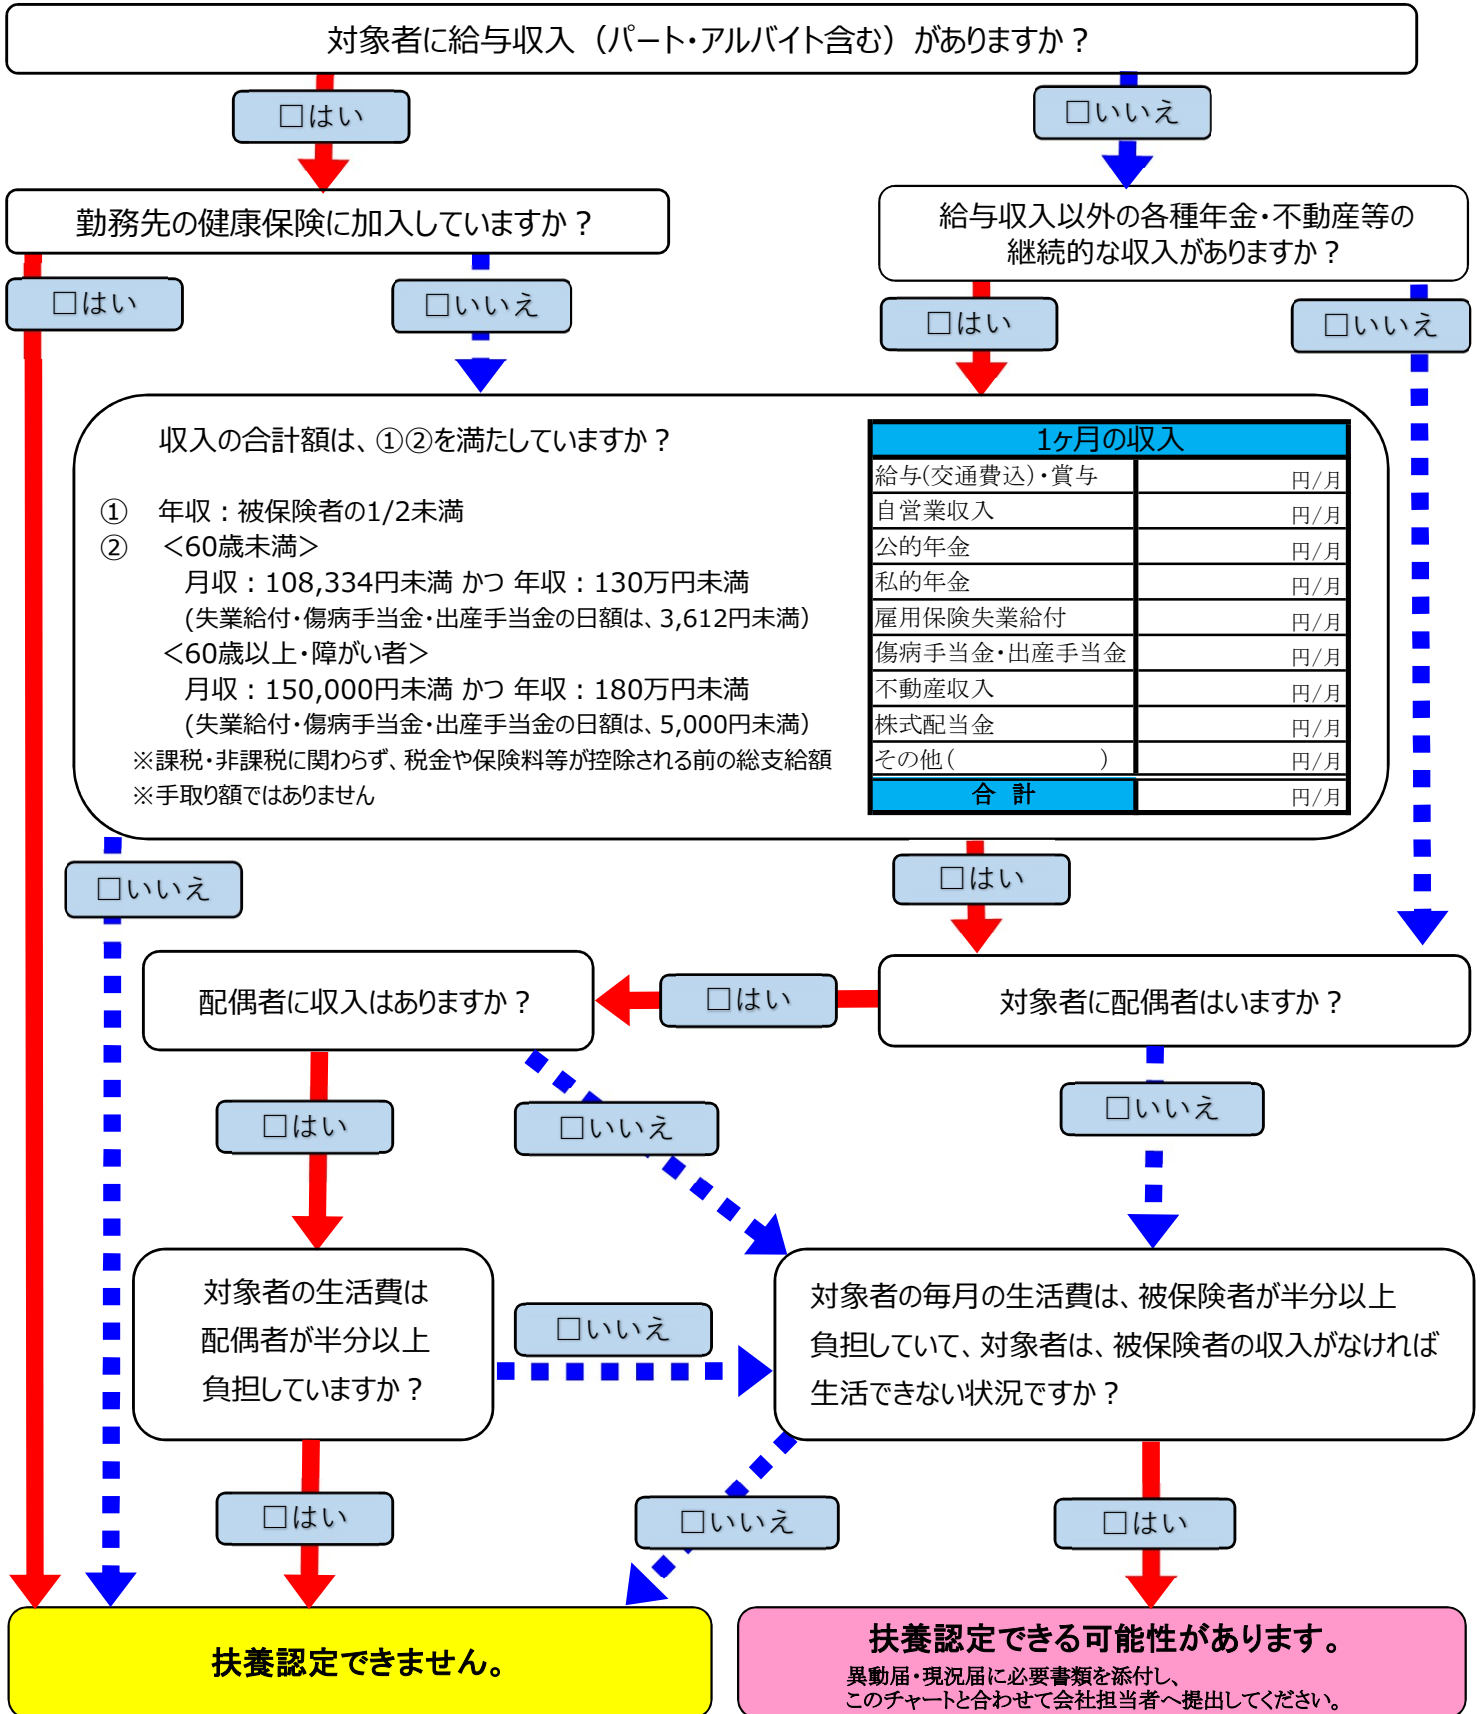 対象者に給与収入（パート・アルバイト含む）がありますか？
□はい
□いいえ
勤務先の健康保険に加入していますか？
給与収入以外の各種年金・不動産等の
継続的な収入がありますか？
□はい
□いいえ
□はい
□いいえ
収入の合計額は、①②を満たしていますか？
① 年収：被保険者の1/2未満
② ＜60歳未満＞
月収：108,334円未満 かつ 年収：130万円未満
(失業給付・傷病手当金・出産手当金の日額は、3,612円未満)
＜60歳以上・障がい者＞
月収：150,000円未満 かつ 年収：180万円未満
(失業給付・傷病手当金・出産手当金の日額は、5,000円未満)
※課税・非課税に関わらず、税金や保険料等が控除される前の総支給額
※手取り額ではありません
1ヶ月の収入
給与(交通費込)・賞与 円/月
自営業収入 円/月
公的年金 円/月
私的年金 円/月
雇用保険失業給付 円/月
傷病手当金・出産手当金 円/月
不動産収入 円/月
株式配当金 円/月
その他( ) 円/月
合 計 円/月
□いいえ
□はい
配偶者に収入はありますか？
□はい
対象者に配偶者はいますか？
□はい
□いいえ
□いいえ
対象者の生活費は
配偶者が半分以上
負担していますか？
□いいえ
対象者の毎月の生活費は、被保険者が半分以上
負担していて、対象者は、被保険者の収入がなければ
生活できない状況ですか？
□はい
□いいえ
□はい
扶養認定できません。
扶養認定できる可能性があります。
異動届・現況届に必要書類を添付し、
このチャートと合わせて会社担当者へ提出してください。